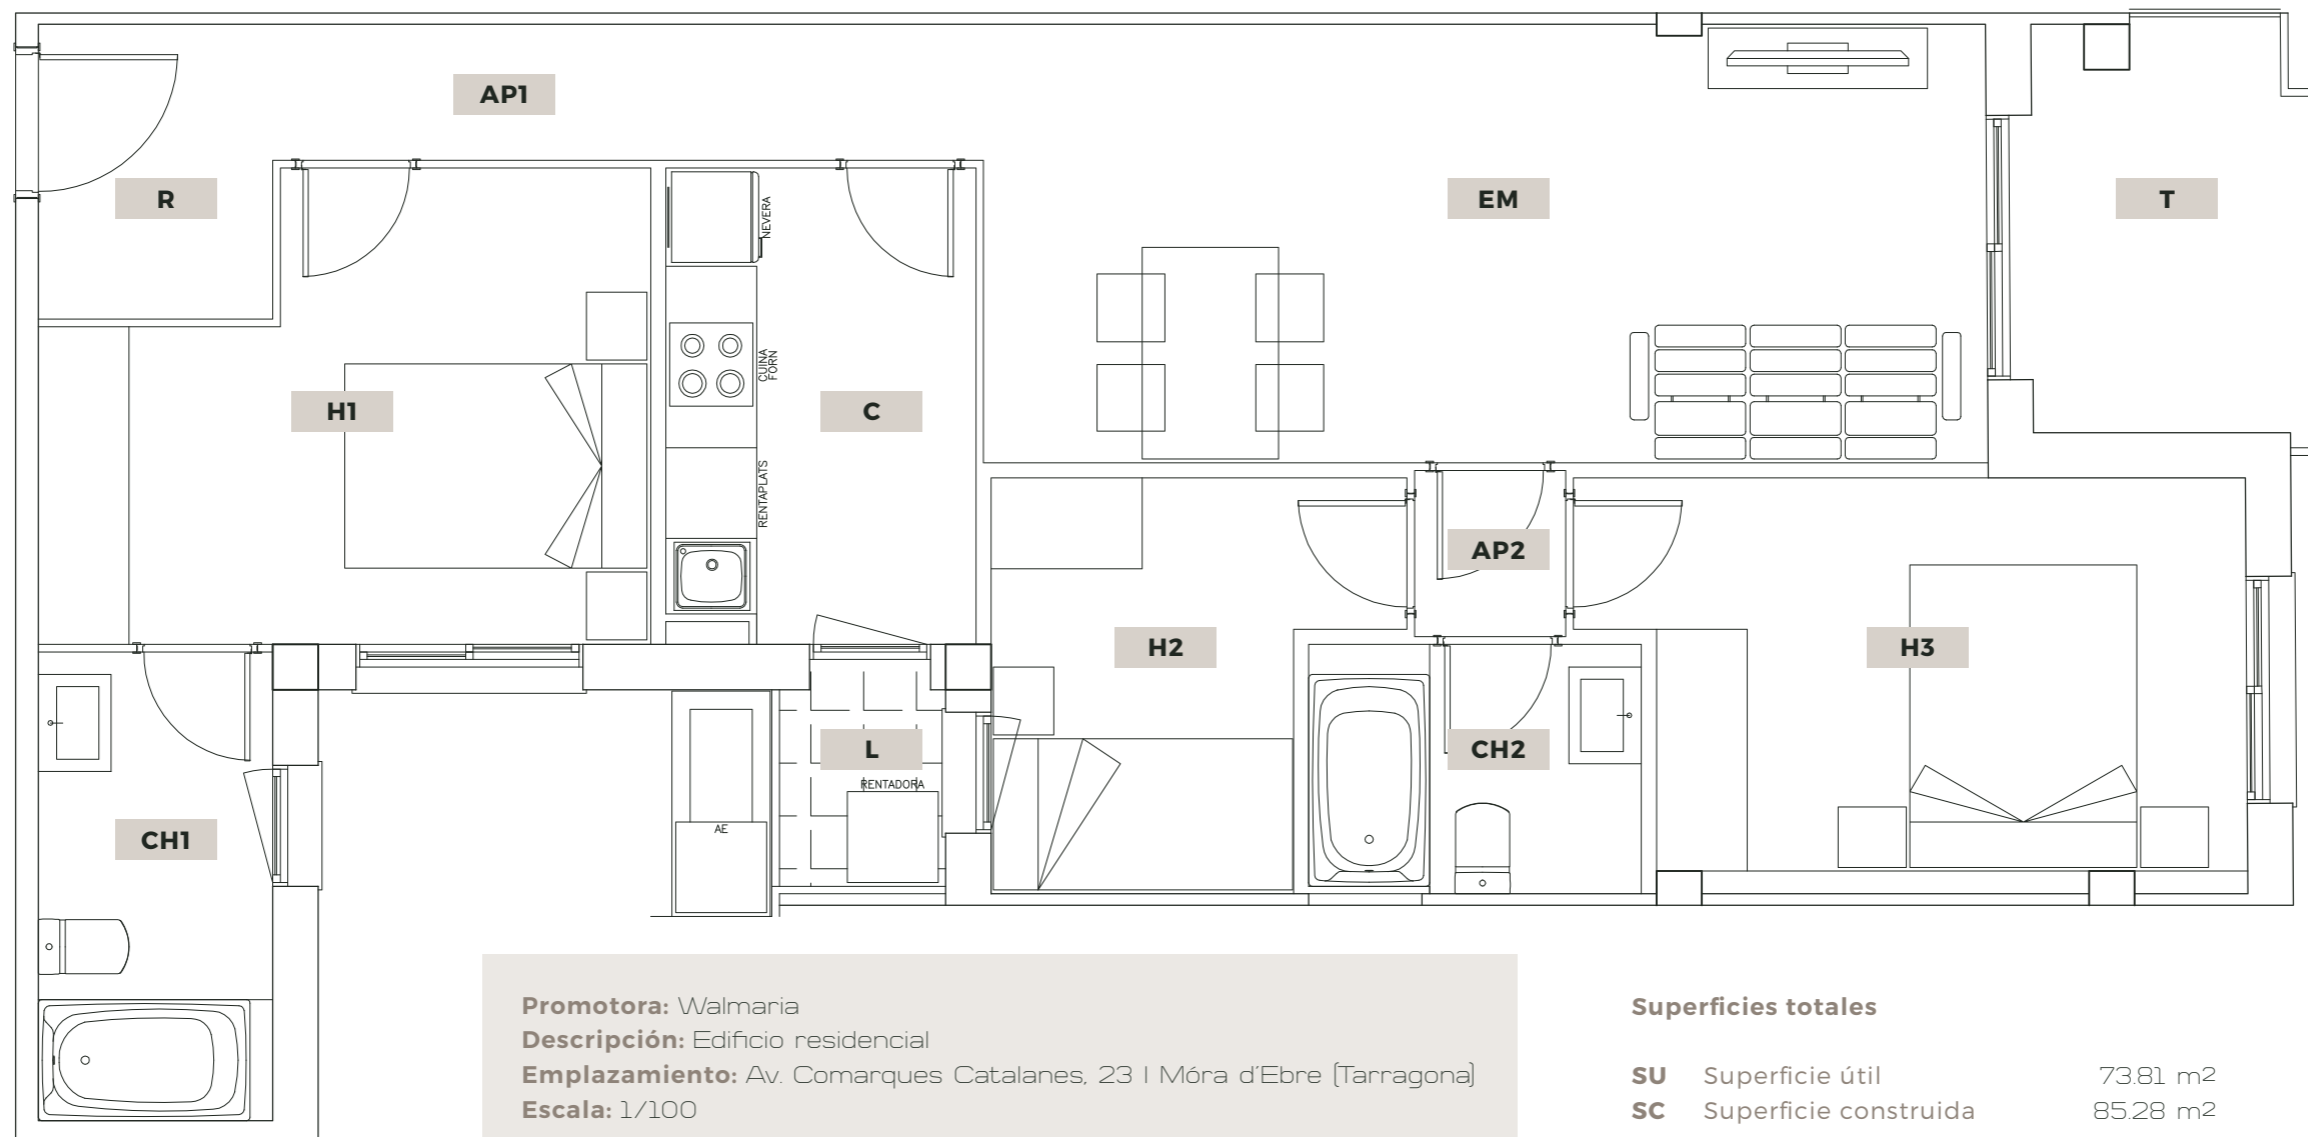 AP1
R
EM
T
NEVERA
H1
CUINA
FORN
C
RENTAPLATS
AP2
H2
H3
L
CH2
RENTADORA
AE
CH1
Promotora: Walmaria
Descripción: Edificio residencial
Emplazamiento: Av. Comarques Catalanes, 23 | Móra d'Ebre (Tarragona)
Escala: 1/100
Superficies totales
SU Superficie útil 73.81 m2
SC Superficie construida 85.28 m2